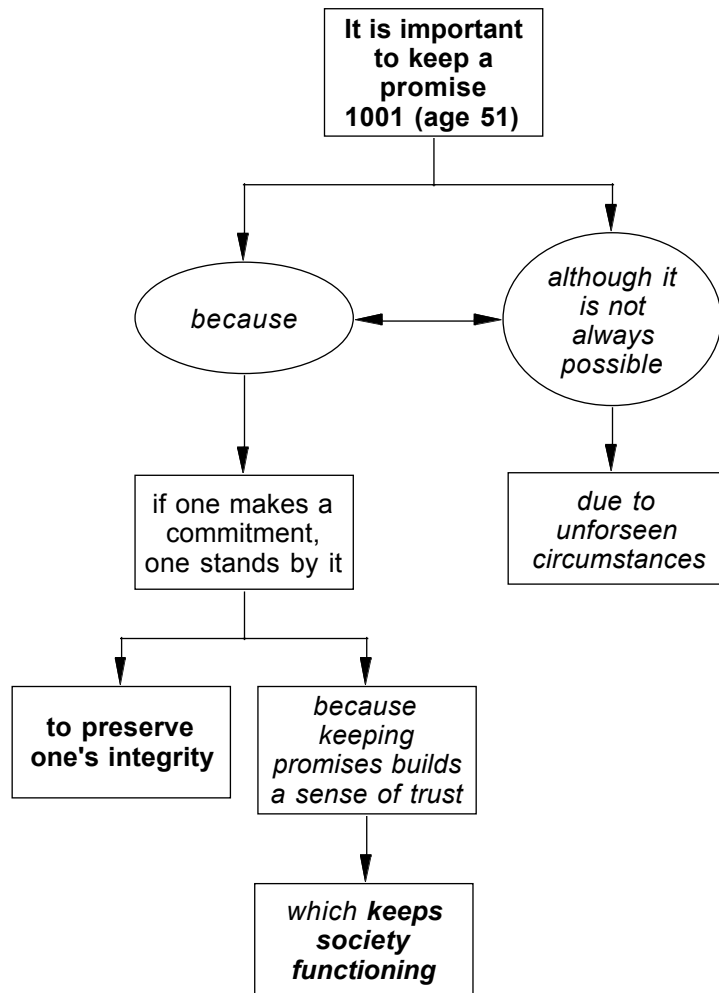 It is important
to keep a
promise
1001 (age 51)
because
although it
is not
always
possible
if one makes a
commitment,
one stands by it
due to
unforseen
circumstances
to preserve
one's integrity
because
keeping
promises builds
a sense of trust
which keeps
society
functioning